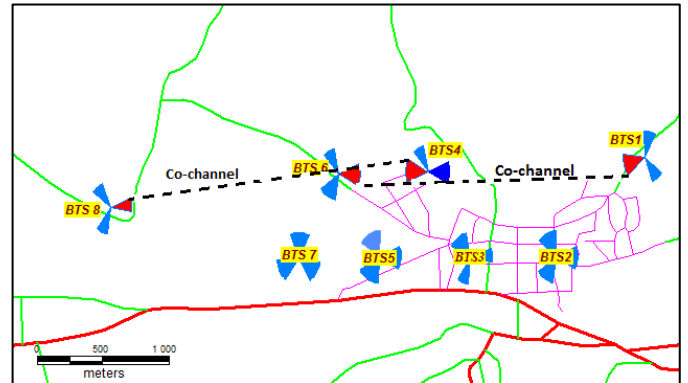 BTS1
BTS4
BTS 6
Co-channel
Co-channel
BTS 8
BTS 7
BTS5
BTS3
BTS2
0 500 1 000
meters